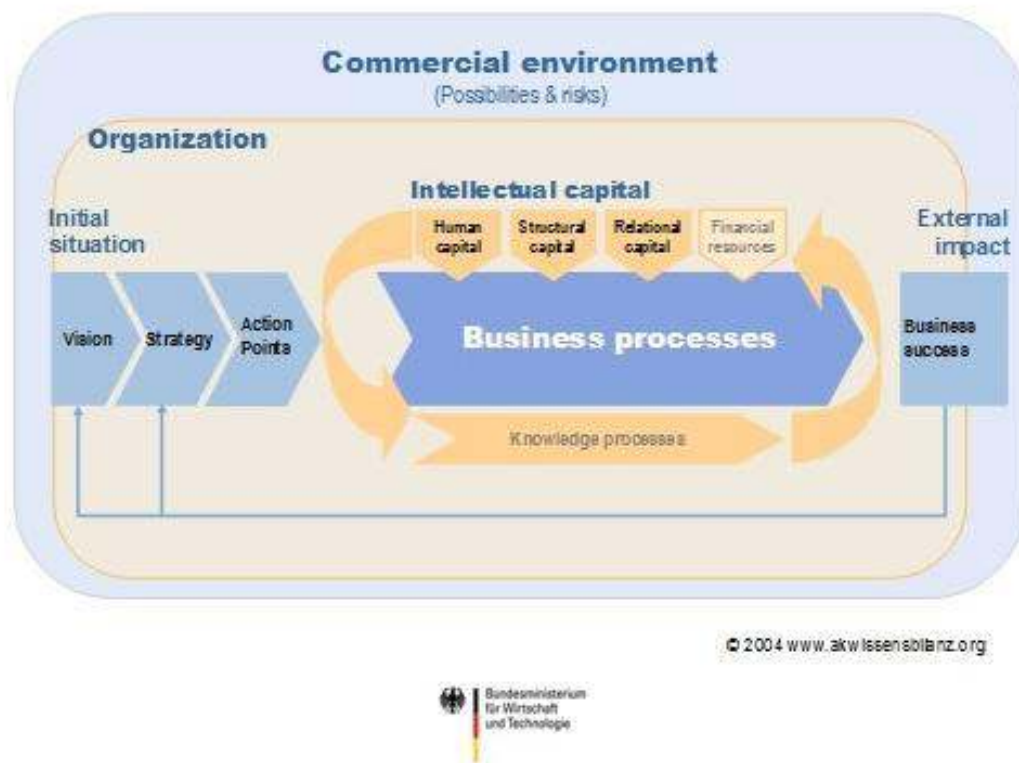 Commercial environment
(Possibilities & risks)
Organization
Intellectual capital
Initial
situation
Human
capital
Structural
capital
Relational
capital
Financial
resources
External
impact
Vision
Strategy
Action
Points
Business processes
Business
success
Knowledge processes
© 2004 www.akwissensbilanz.org
Bundesministerium
für Wirtschaft
und Technologie